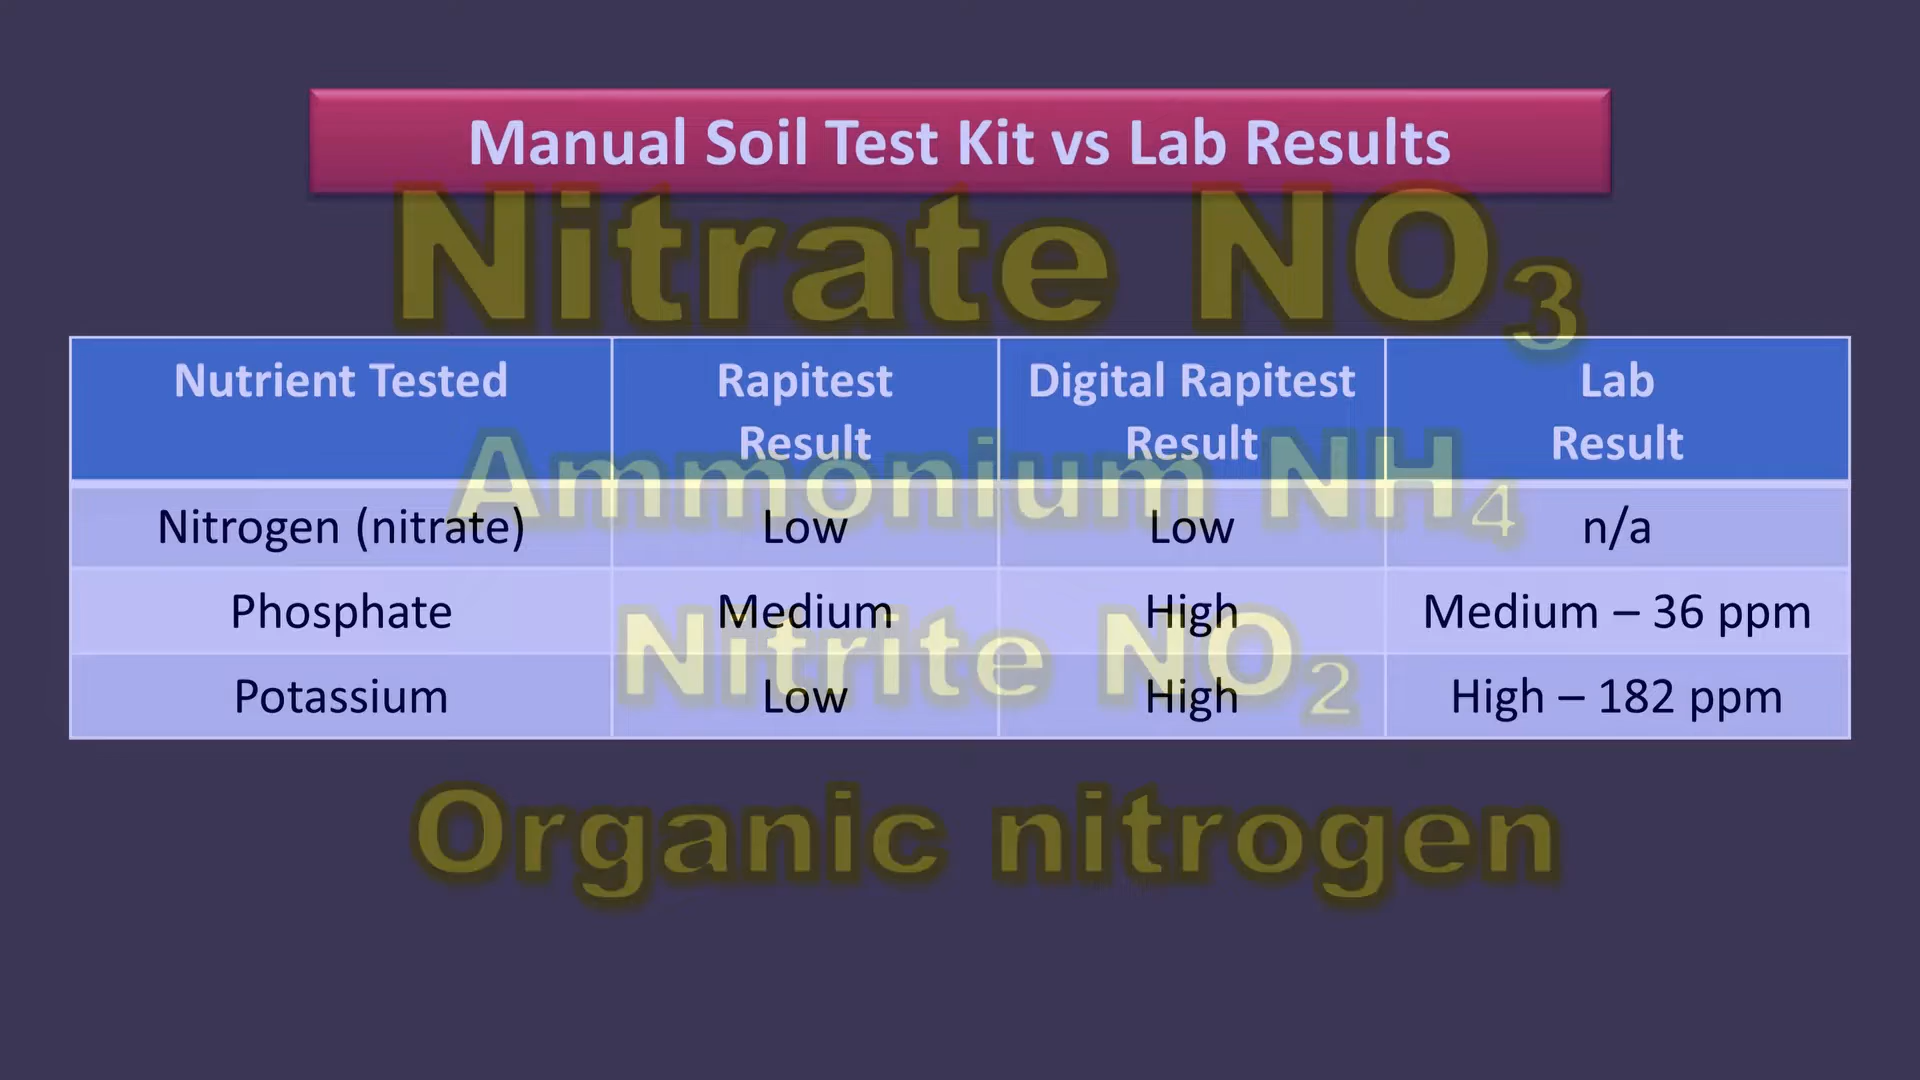 Manual Soil Test Kit vs Lab Results
Nitrate NO₃
Nutrient Tested Rapitest Result Digital Rapitest Result Lab Result
Ammonium NH₄
Nitrogen (nitrate) Low Low n/a
Phosphate Medium High Medium – 36 ppm
Nitrite NO₂
Potassium Low High High – 182 ppm
Organic nitrogen